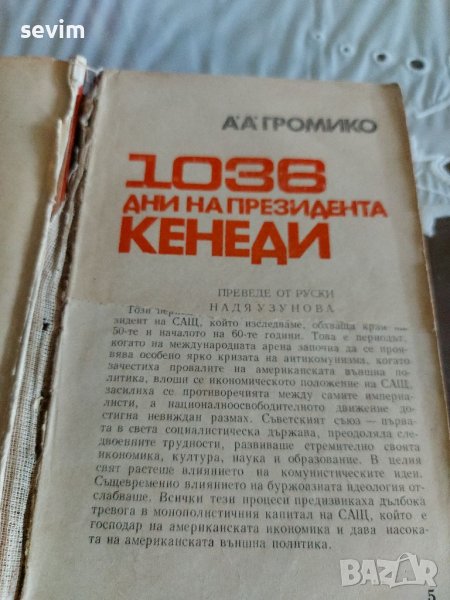 sevim
А.А. ГРОМИКО
1036
ДНИ НА ПРЕЗИДЕНТА
КЕНЕДИ
ПРЕВЕДЕ ОТ РУСКИ
НАДЯ УЗУНОВА
Този
зидент на САЩ, който изследваме, обхваща края на
50-те и началото на 60-те години. Това е периодът,
когато на международната арена започна да се проя-
вява особено ярко кризата на антикомунизма, когато
зачестиха провалите на американската външна по-
литика, влоши се икономическото положение на САЩ,
засилиха се противоречията между самите империа-
листи, а националноосвободителното движение до-
стигна невиждан размах. Съветският съюз — първа-
та в света социалистическа държава, преодоляла сле-
двоенните трудности, развиваше стремително своята
икономика, култура, наука и образование. В целия
свят растеше влиянието на комунистическите идеи.
Същевременно влиянието на буржоазната идеология от-
слабваше. Всички тези процеси предизвикаха дълбока
тревога в монополистичния капитал на САЩ, който е
господар на американската икономика и дава насока-
та на американската външна политика.
5
BAZAR